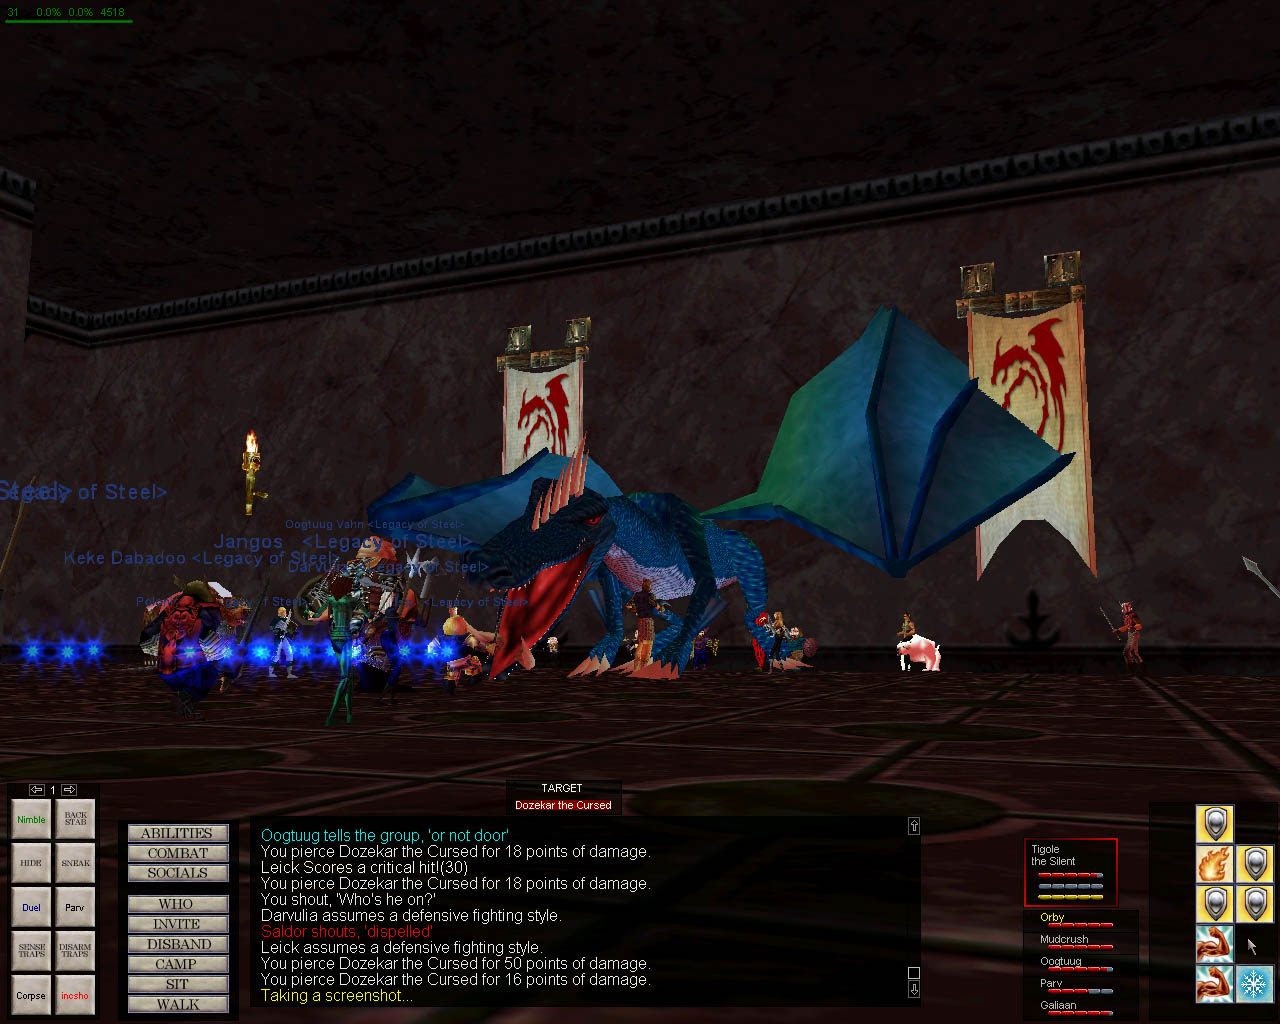 31 0.0% 0.0% 4518
Legacy of Steel>
Oogtuug Vahn <Legacy of Steel>
Jangos <Legacy of Steel>
Keke Dabadoo <Legacy of Steel>
Darvulia <Legacy of Steel>
of Steel>
<Legacy of Steel>
1
Nimble
BACK STAB
HIDE
SNEAK
Duel
Parv
SENSE TRAPS
DISARM TRAPS
Corpse
incsho
ABILITIES
COMBAT
SOCIALS
WHO
INVITE
DISBAND
CAMP
SIT
WALK
TARGET
Dozekar the Cursed
Oogtuug tells the group, 'or not door'
You pierce Dozekar the Cursed for 18 points of damage.
Leick Scores a critical hit!(30)
You pierce Dozekar the Cursed for 18 points of damage.
You shout, 'Who's he on?'
Darvulia assumes a defensive fighting style.
Saldor shouts, 'dispelled'
Leick assumes a defensive fighting style.
You pierce Dozekar the Cursed for 50 points of damage.
You pierce Dozekar the Cursed for 16 points of damage.
Taking a screenshot...
Tigole
the Silent
Orby
Mudcrush
Oogtuug
Parv
Galiaan